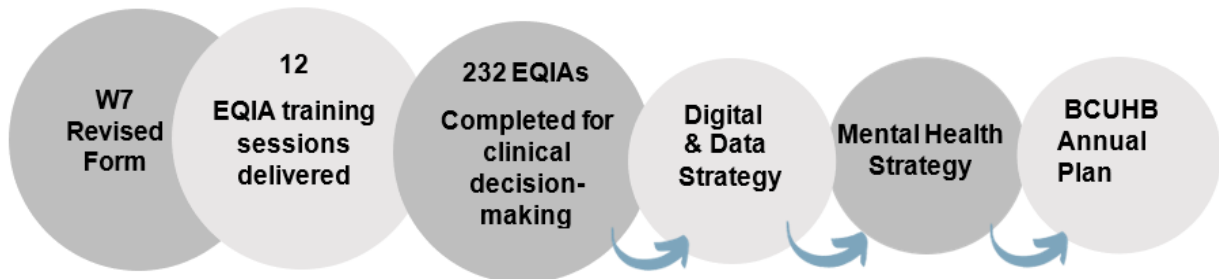 W7
Revised
Form
12
EQIA training
sessions
delivered
232 EQIAs
Completed for
clinical
decision-
making
Digital
& Data
Strategy
Mental Health
Strategy
BCUHB
Annual
Plan